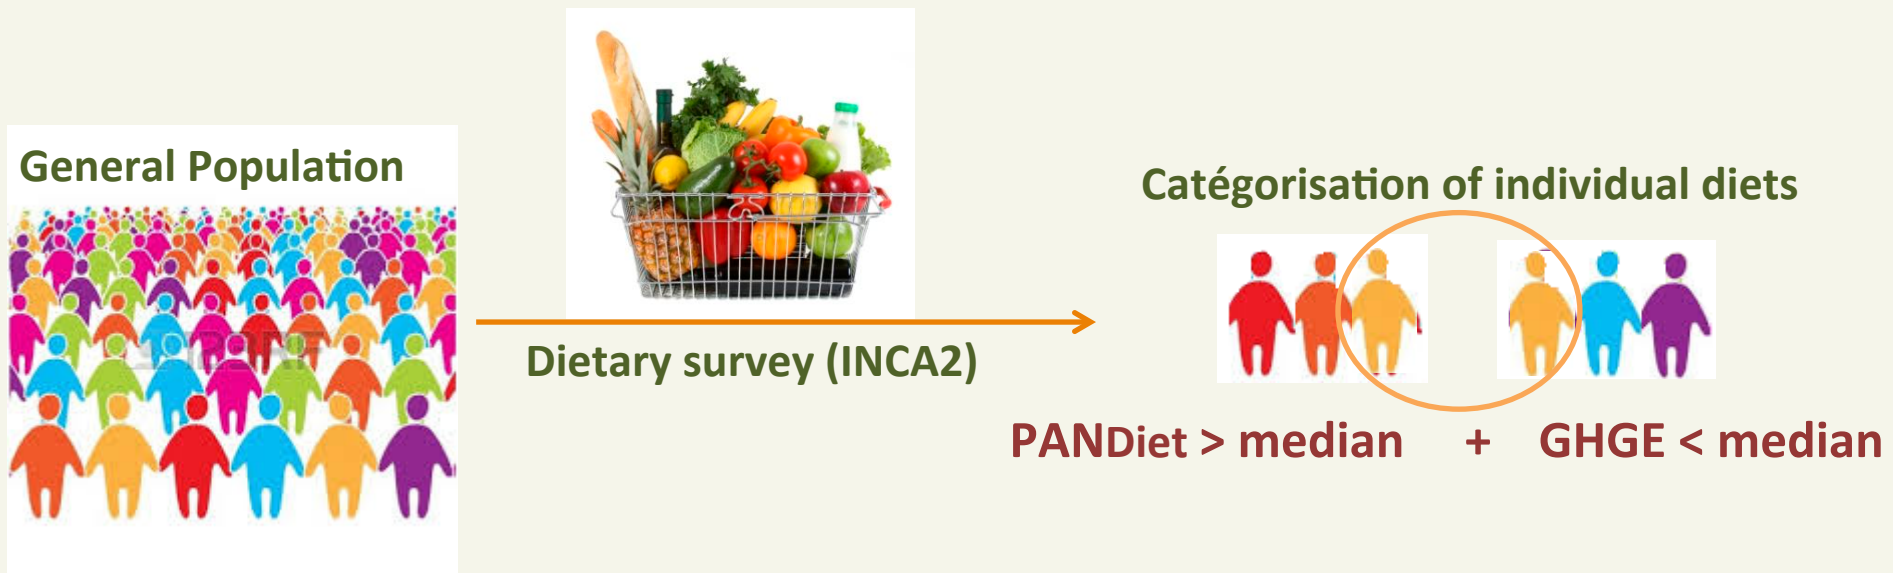 General Population
Dietary survey (INCA2)
Catégorisation of individual diets
PANDiet > median + GHGE < median